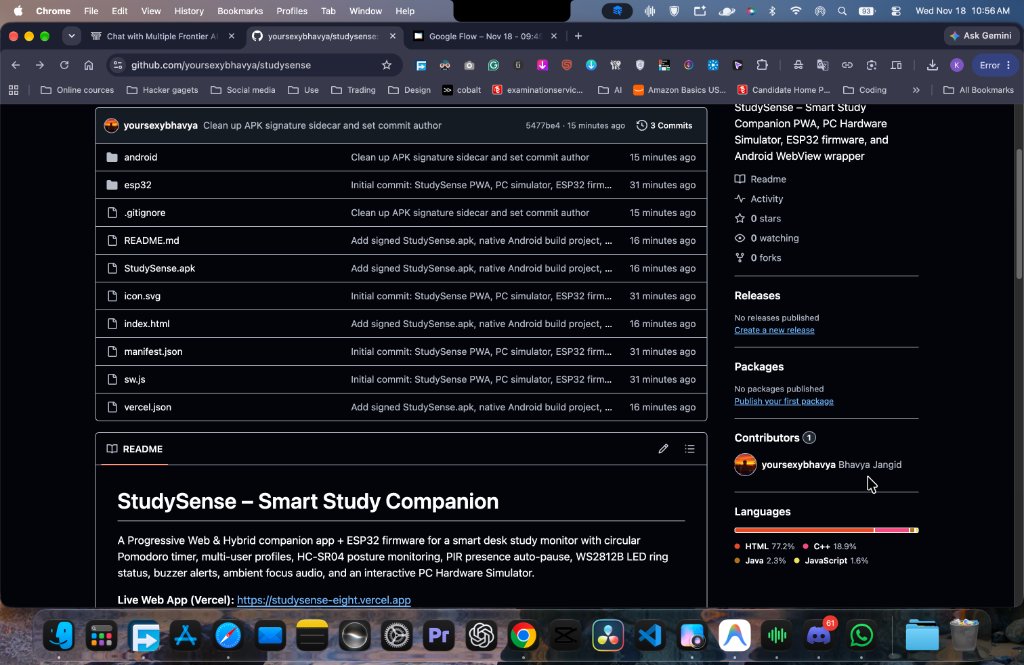 Chrome File Edit View History Bookmarks Profiles Tab Window Help Wed Nov 18 10:56 AM
Chat with Multiple Frontier AI yoursexybhavya/studysense: Google Flow – Nov 18 - 09:4 Ask Gemini
github.com/yoursexybhavya/studysense K Error
Online cources Hacker gagets Social media Use Trading Design cobalt examinationservic... AI Amazon Basics US... Candidate Home P... Coding All Bookmarks
yoursexybhavya Clean up APK signature sidecar and set commit author 5477be4 · 15 minutes ago 3 Commits
android Clean up APK signature sidecar and set commit author 15 minutes ago
esp32 Initial commit: StudySense PWA, PC simulator, ESP32 firm... 31 minutes ago
.gitignore Clean up APK signature sidecar and set commit author 15 minutes ago
README.md Add signed StudySense.apk, native Android build project, ... 16 minutes ago
StudySense.apk Add signed StudySense.apk, native Android build project, ... 16 minutes ago
icon.svg Initial commit: StudySense PWA, PC simulator, ESP32 firm... 31 minutes ago
index.html Add signed StudySense.apk, native Android build project, ... 16 minutes ago
manifest.json Initial commit: StudySense PWA, PC simulator, ESP32 firm... 31 minutes ago
sw.js Initial commit: StudySense PWA, PC simulator, ESP32 firm... 31 minutes ago
vercel.json Add signed StudySense.apk, native Android build project, ... 16 minutes ago
README
StudySense – Smart Study Companion
A Progressive Web & Hybrid companion app + ESP32 firmware for a smart desk study monitor with circular
Pomodoro timer, multi-user profiles, HC-SR04 posture monitoring, PIR presence auto-pause, WS2812B LED ring
status, buzzer alerts, ambient focus audio, and an interactive PC Hardware Simulator.
Live Web App (Vercel): https://studysense-eight.vercel.app
StudySense – Smart Study
Companion PWA, PC Hardware
Simulator, ESP32 firmware, and
Android WebView wrapper
Readme
Activity
0 stars
0 watching
0 forks
Releases
No releases published
Create a new release
Packages
No packages published
Publish your first package
Contributors 1
yoursexybhavya Bhavya Jangid
Languages
HTML 77.2% C++ 18.9%
Java 2.3% JavaScript 1.6%
Pr
61